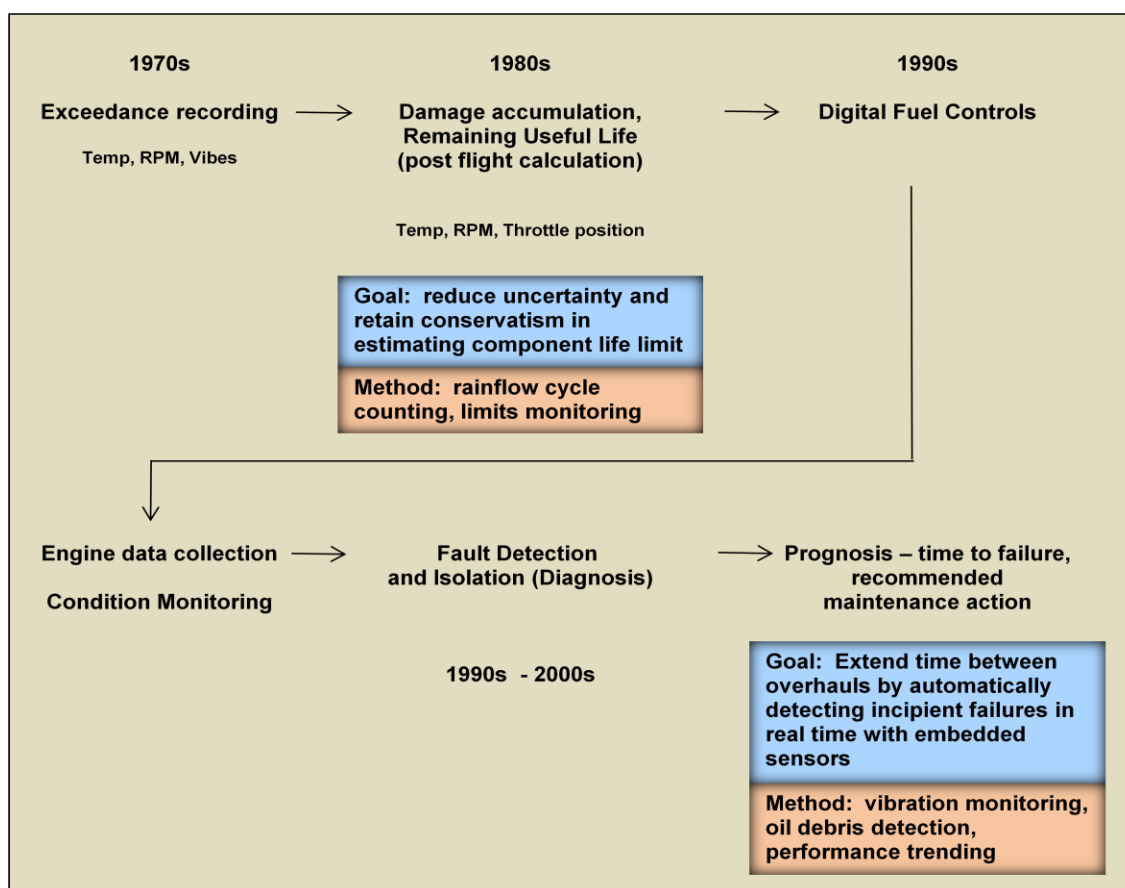 1970s
Exceedance recording
Temp, RPM, Vibes
1980s
Damage accumulation,
Remaining Useful Life
(post flight calculation)
Temp, RPM, Throttle position
Goal:  reduce uncertainty and
retain conservatism in
estimating component life limit
Method:  rainflow cycle
counting, limits monitoring
1990s
Digital Fuel Controls
Engine data collection
Condition Monitoring
Fault Detection
and Isolation (Diagnosis)
1990s  - 2000s
Prognosis – time to failure,
recommended
maintenance action
Goal:  Extend time between
overhauls by automatically
detecting incipient failures in
real time with embedded
sensors
Method:  vibration monitoring,
oil debris detection,
performance trending